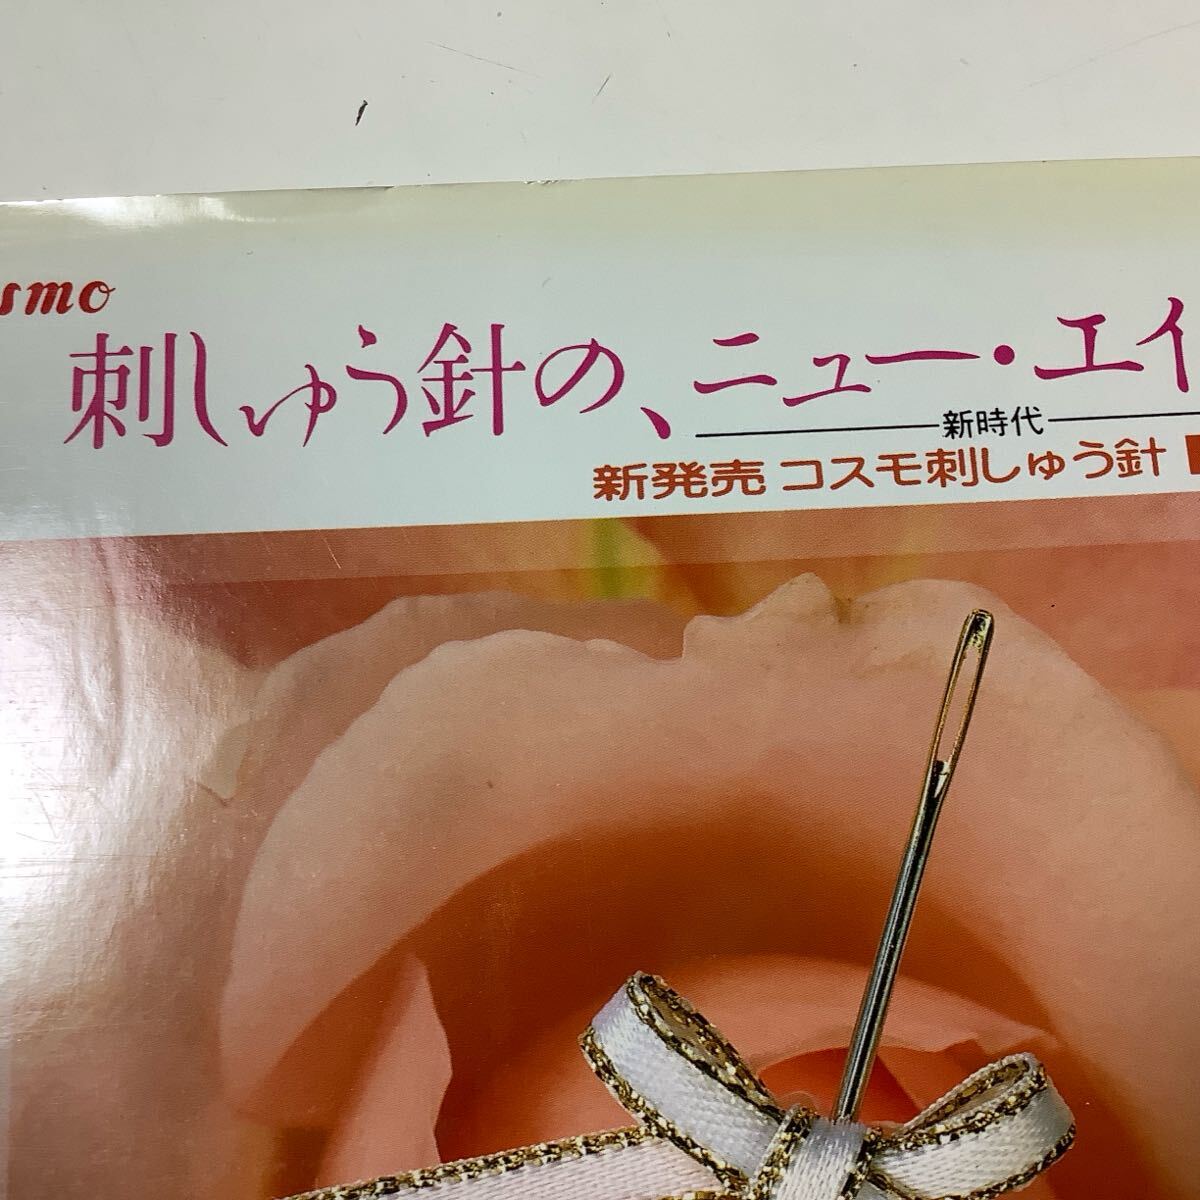 smo
刺しゅう針の、ニュー・エイ
新時代
新発売 コスモ刺しゅう針